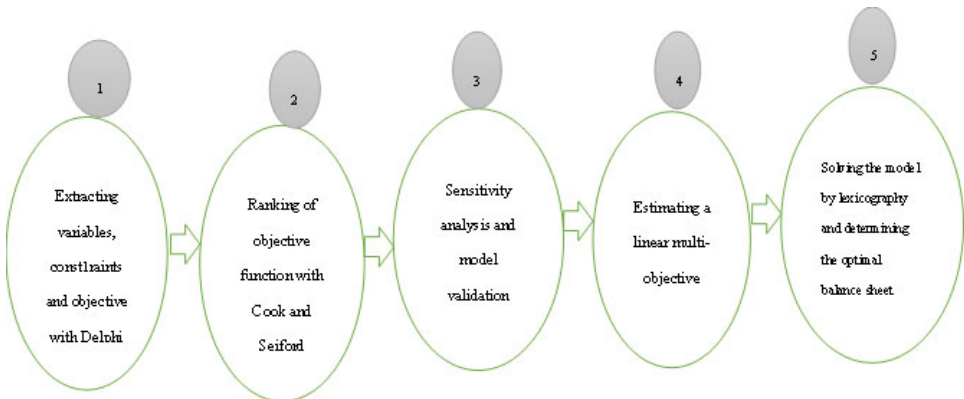 1
Extracting
variables,
const1raints
and objective
with Delphi
2
Ranking of
objective
function with
Cook and
Seiford
3
Sensitivity
analysis and
model
validation
4
Estimating a
linear multi-
objective
5
Solving the model
by lexicography
and determining
the optimal
balance sheet